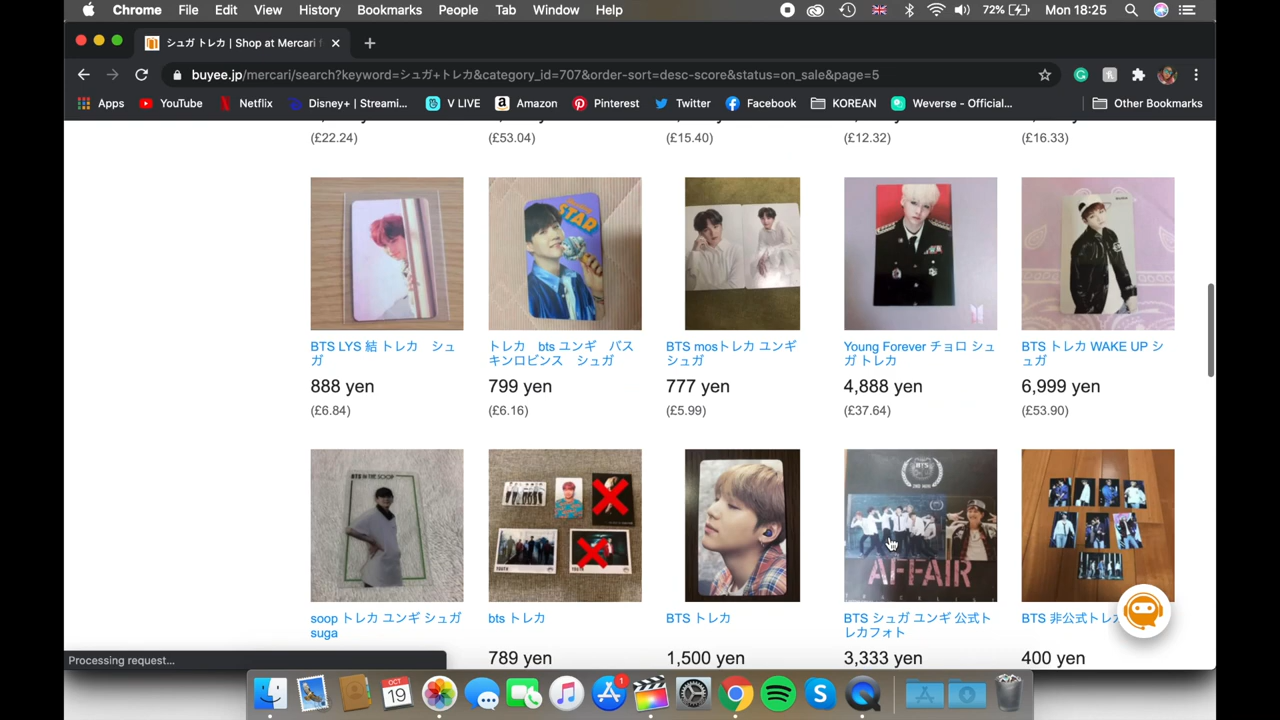 Chrome File Edit View History Bookmarks People Tab Window Help 72% Mon 18:25
シュガ トレカ | Shop at Mercari f
buyee.jp/mercari/search?keyword=シュガ+トレカ&category_id=707&order-sort=desc-score&status=on_sale&page=5
Apps YouTube Netflix Disney+ | Streami... V LIVE Amazon Pinterest Twitter Facebook KOREAN Weverse - Official... Other Bookmarks
(£22.24) (£53.04) (£15.40) (£12.32) (£16.33)
STAR
BTS LYS 結 トレカ シュ
ガ
888 yen
(£6.84)
トレカ bts ユンギ バス
キンロビンス シュガ
799 yen
(£6.16)
BTS mosトレカ ユンギ
シュガ
777 yen
(£5.99)
Young Forever チョロ シュ
ガ トレカ
4,888 yen
(£37.64)
BTS トレカ WAKE UP シ
ュガ
6,999 yen
(£53.90)
BTS IN THE SOOP
soop トレカ ユンギ シュガ
suga
bts トレカ
789 yen
BTS トレカ
1,500 yen
BTS
AFFAIR
BTS シュガ ユンギ 公式ト
レカフォト
3,333 yen
BTS 非公式トレカ
400 yen
Processing request...
OCT
19
1